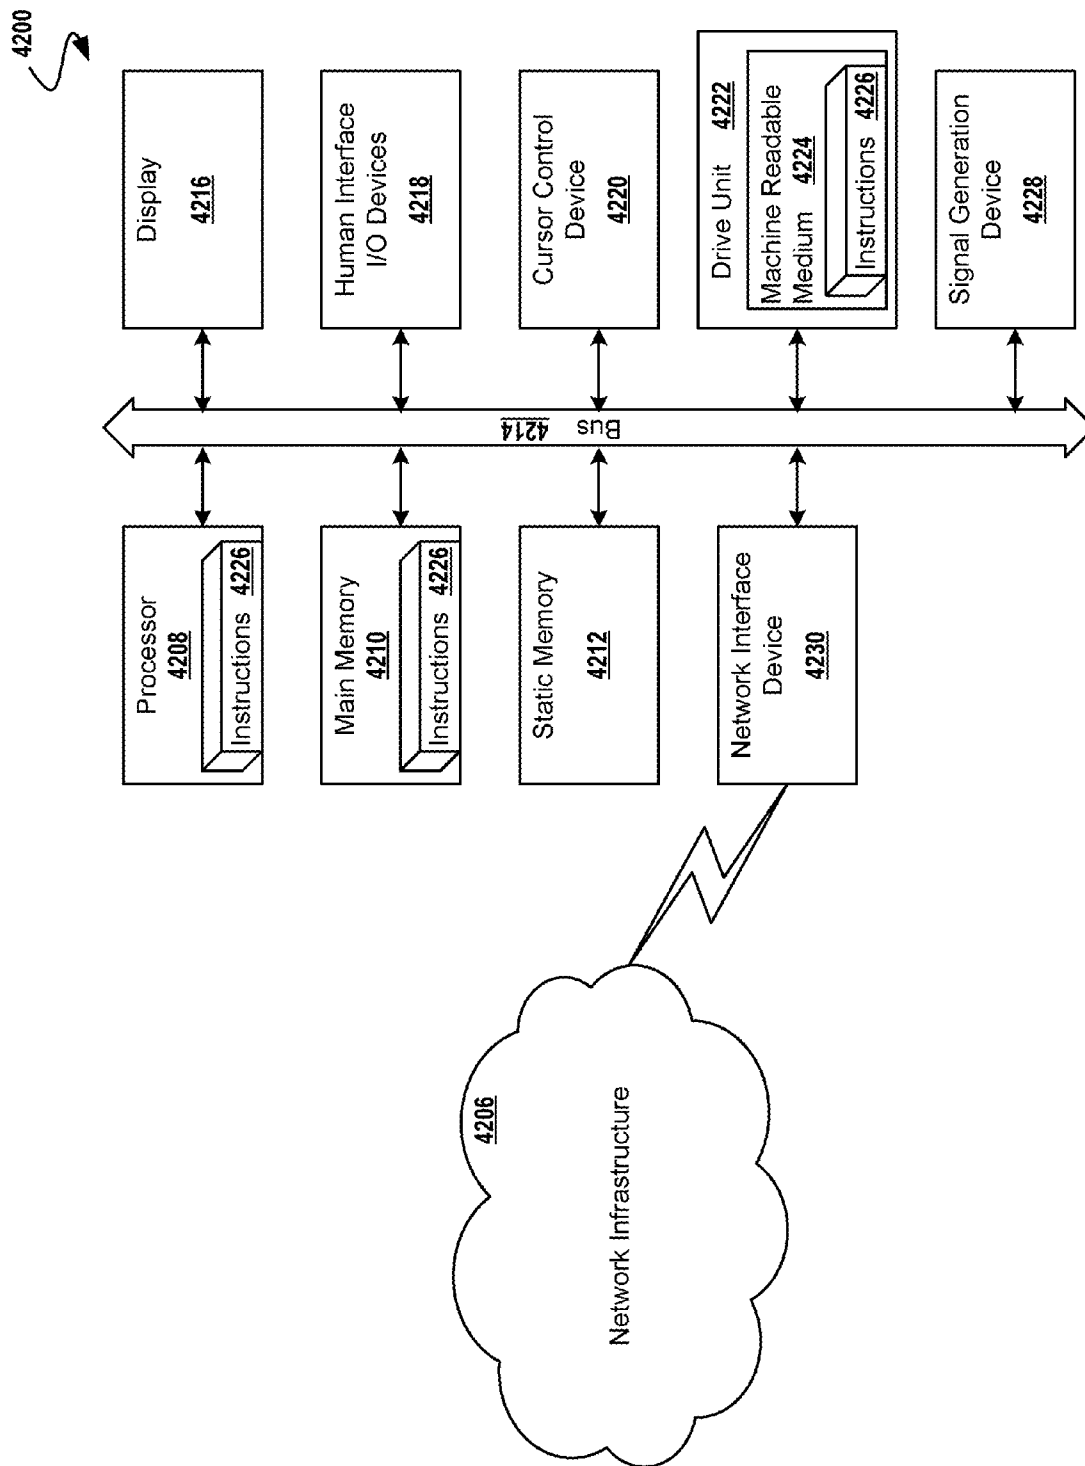 4200
Processor
4208
Instructions 4226
Main Memory
4210
Instructions 4226
Static Memory
4212
Network Interface
Device
4230
Bus 4214
Display
4216
Human Interface
I/O Devices
4218
Cursor Control
Device
4220
Drive Unit 4222
Machine Readable
Medium 4224
Instructions 4226
Signal Generation
Device
4228
4206
Network Infrastructure